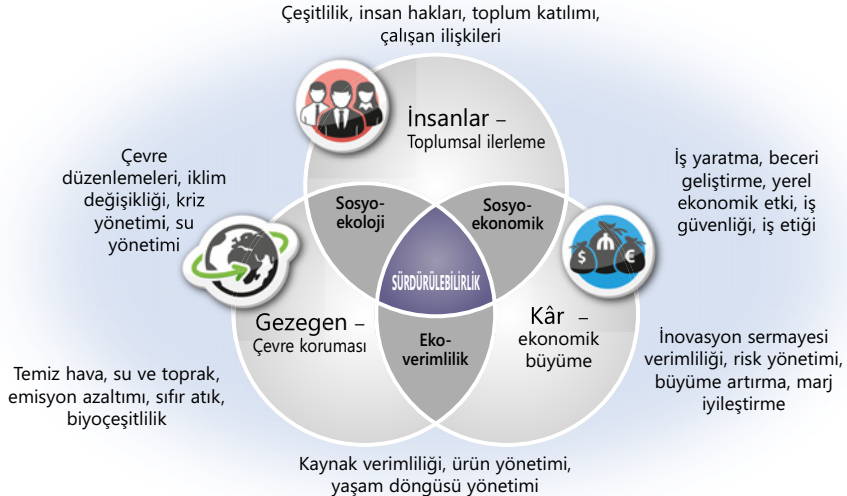 Çeşitlilik, insan hakları, toplum katılımı,
çalışan ilişkileri
İnsanlar –
Toplumsal ilerleme
Çevre
düzenlemeleri, iklim
değişikliği, kriz
yönetimi, su
yönetimi
İş yaratma, beceri
geliştirme, yerel
ekonomik etki, iş
güvenliği, iş etiği
Sosyo-
ekoloji
Sosyo-
ekonomik
$ ₼ €
SÜRDÜRÜLEBİLİRLİK
Gezegen –
Çevre koruması
Eko-
verimlilik
Kâr –
ekonomik
büyüme
Temiz hava, su ve toprak,
emisyon azaltımı, sıfır atık,
biyoçeşitlilik
İnovasyon sermayesi
verimliliği, risk yönetimi,
büyüme artırma, marj
iyileştirme
Kaynak verimliliği, ürün yönetimi,
yaşam döngüsü yönetimi